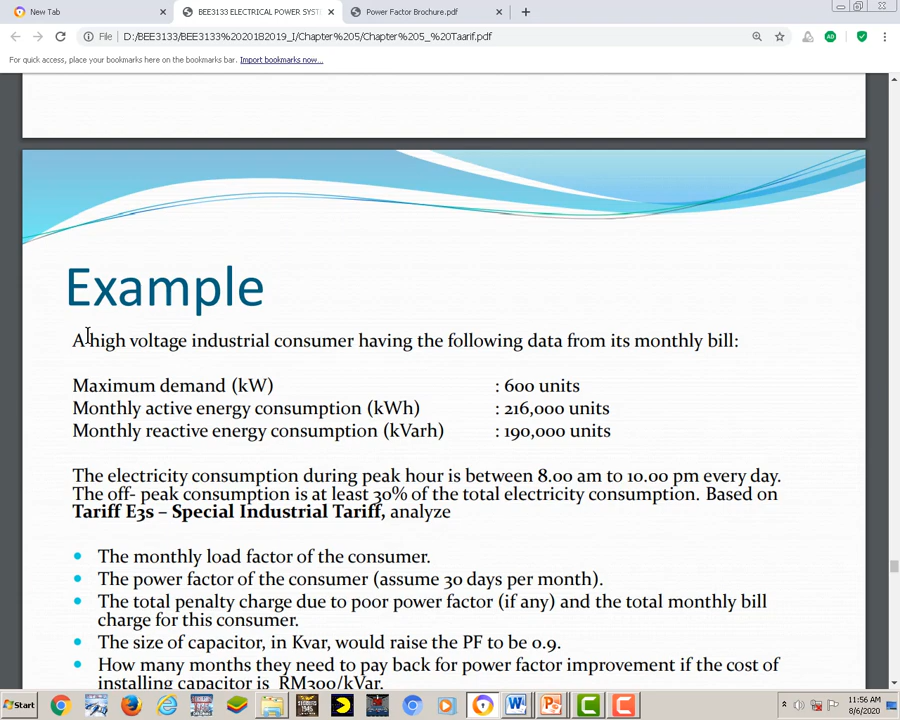 New Tab
BEE3133 ELECTRICAL POWER SYST
Power Factor Brochure.pdf
File
D:/BEE3133/BEE3133%2020182019_I/Chapter%205/Chapter%205_%20Taarif.pdf
For quick access, place your bookmarks here on the bookmarks bar. Import bookmarks now...
Example
A high voltage industrial consumer having the following data from its monthly bill:
Maximum demand (kW) : 600 units
Monthly active energy consumption (kWh) : 216,000 units
Monthly reactive energy consumption (kVarh) : 190,000 units
The electricity consumption during peak hour is between 8.00 am to 10.00 pm every day.
The off- peak consumption is at least 30% of the total electricity consumption. Based on
Tariff E3s – Special Industrial Tariff, analyze
The monthly load factor of the consumer.
The power factor of the consumer (assume 30 days per month).
The total penalty charge due to poor power factor (if any) and the total monthly bill
charge for this consumer.
The size of capacitor, in Kvar, would raise the PF to be 0.9.
How many months they need to pay back for power factor improvement if the cost of
installing capacitor is RM300/kVar.
Start
11:56 AM
8/6/2020